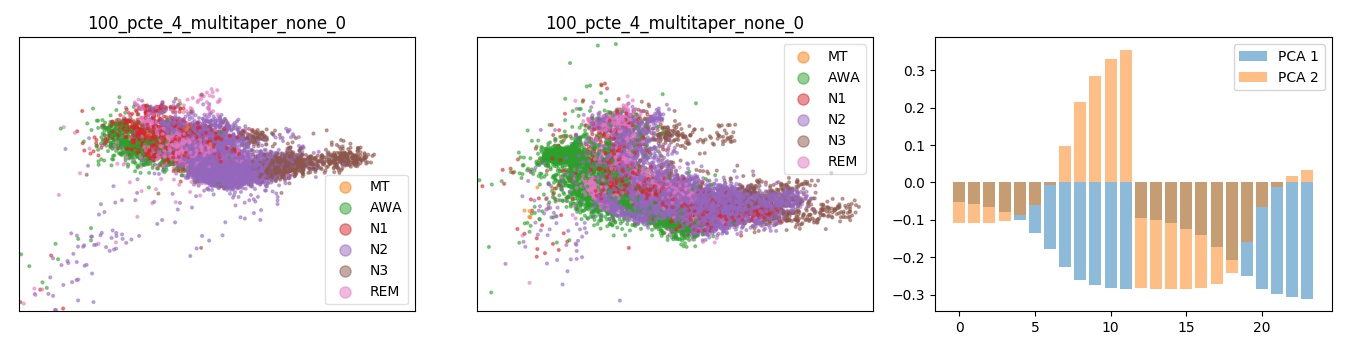 100_pcte_4_multitaper_none_0
MT
AWA
N1
N2
N3
REM
100_pcte_4_multitaper_none_0
MT
AWA
N1
N2
N3
REM
PCA 1
PCA 2
0.3
0.2
0.1
0.0
−0.1
−0.2
−0.3
0 5 10 15 20